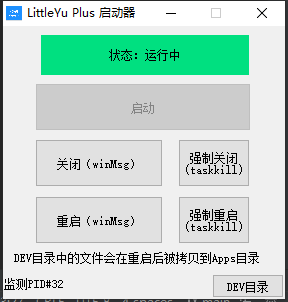 LittleYu Plus 启动器
状态：运行中
启动
关闭（winMsg）
强制关闭
(taskkill)
重启（winMsg）
强制重启
(taskkill)
DEV目录中的文件会在重启后被拷贝到Apps目录
监测PID#32
DEV目录